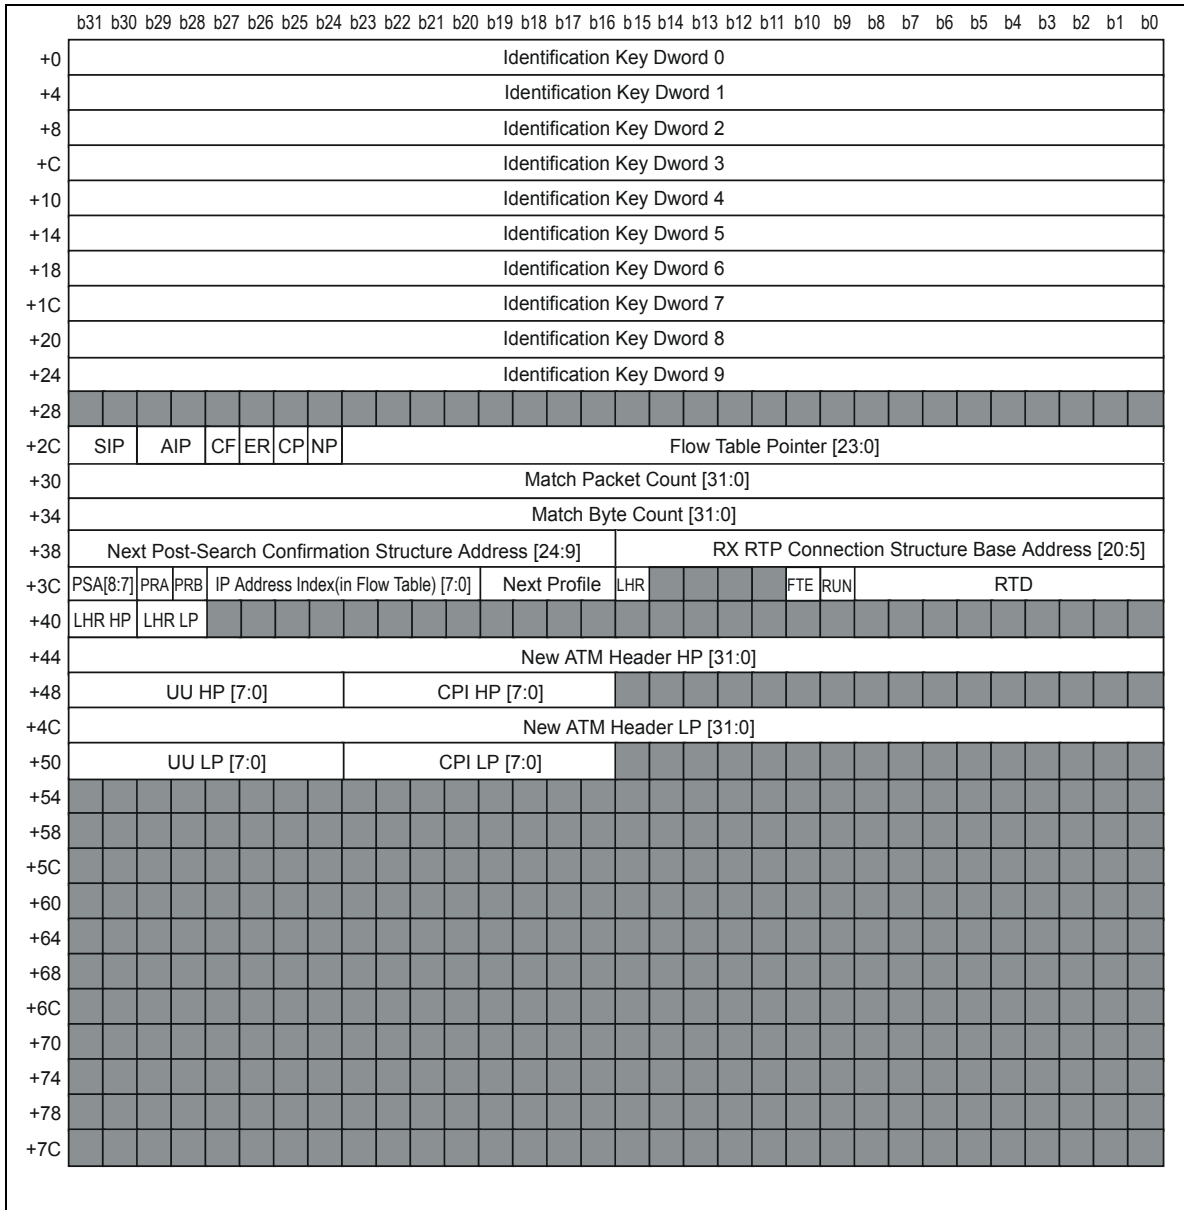 b31 b30 b29 b28 b27 b26 b25 b24 b23 b22 b21 b20 b19 b18 b17 b16 b15 b14 b13 b12 b11 b10 b9 b8 b7 b6 b5 b4 b3 b2 b1 b0
+0 Identification Key Dword 0
+4 Identification Key Dword 1
+8 Identification Key Dword 2
+C Identification Key Dword 3
+10 Identification Key Dword 4
+14 Identification Key Dword 5
+18 Identification Key Dword 6
+1C Identification Key Dword 7
+20 Identification Key Dword 8
+24 Identification Key Dword 9
+28
+2C SIP AIP CF ER CP NP Flow Table Pointer [23:0]
+30 Match Packet Count [31:0]
+34 Match Byte Count [31:0]
+38 Next Post-Search Confirmation Structure Address [24:9] RX RTP Connection Structure Base Address [20:5]
+3C PSA[8:7] PRA PRB IP Address Index(in Flow Table) [7:0] Next Profile LHR FTE RUN RTD
+40 LHR HP LHR LP
+44 New ATM Header HP [31:0]
+48 UU HP [7:0] CPI HP [7:0]
+4C New ATM Header LP [31:0]
+50 UU LP [7:0] CPI LP [7:0]
+54
+58
+5C
+60
+64
+68
+6C
+70
+74
+78
+7C